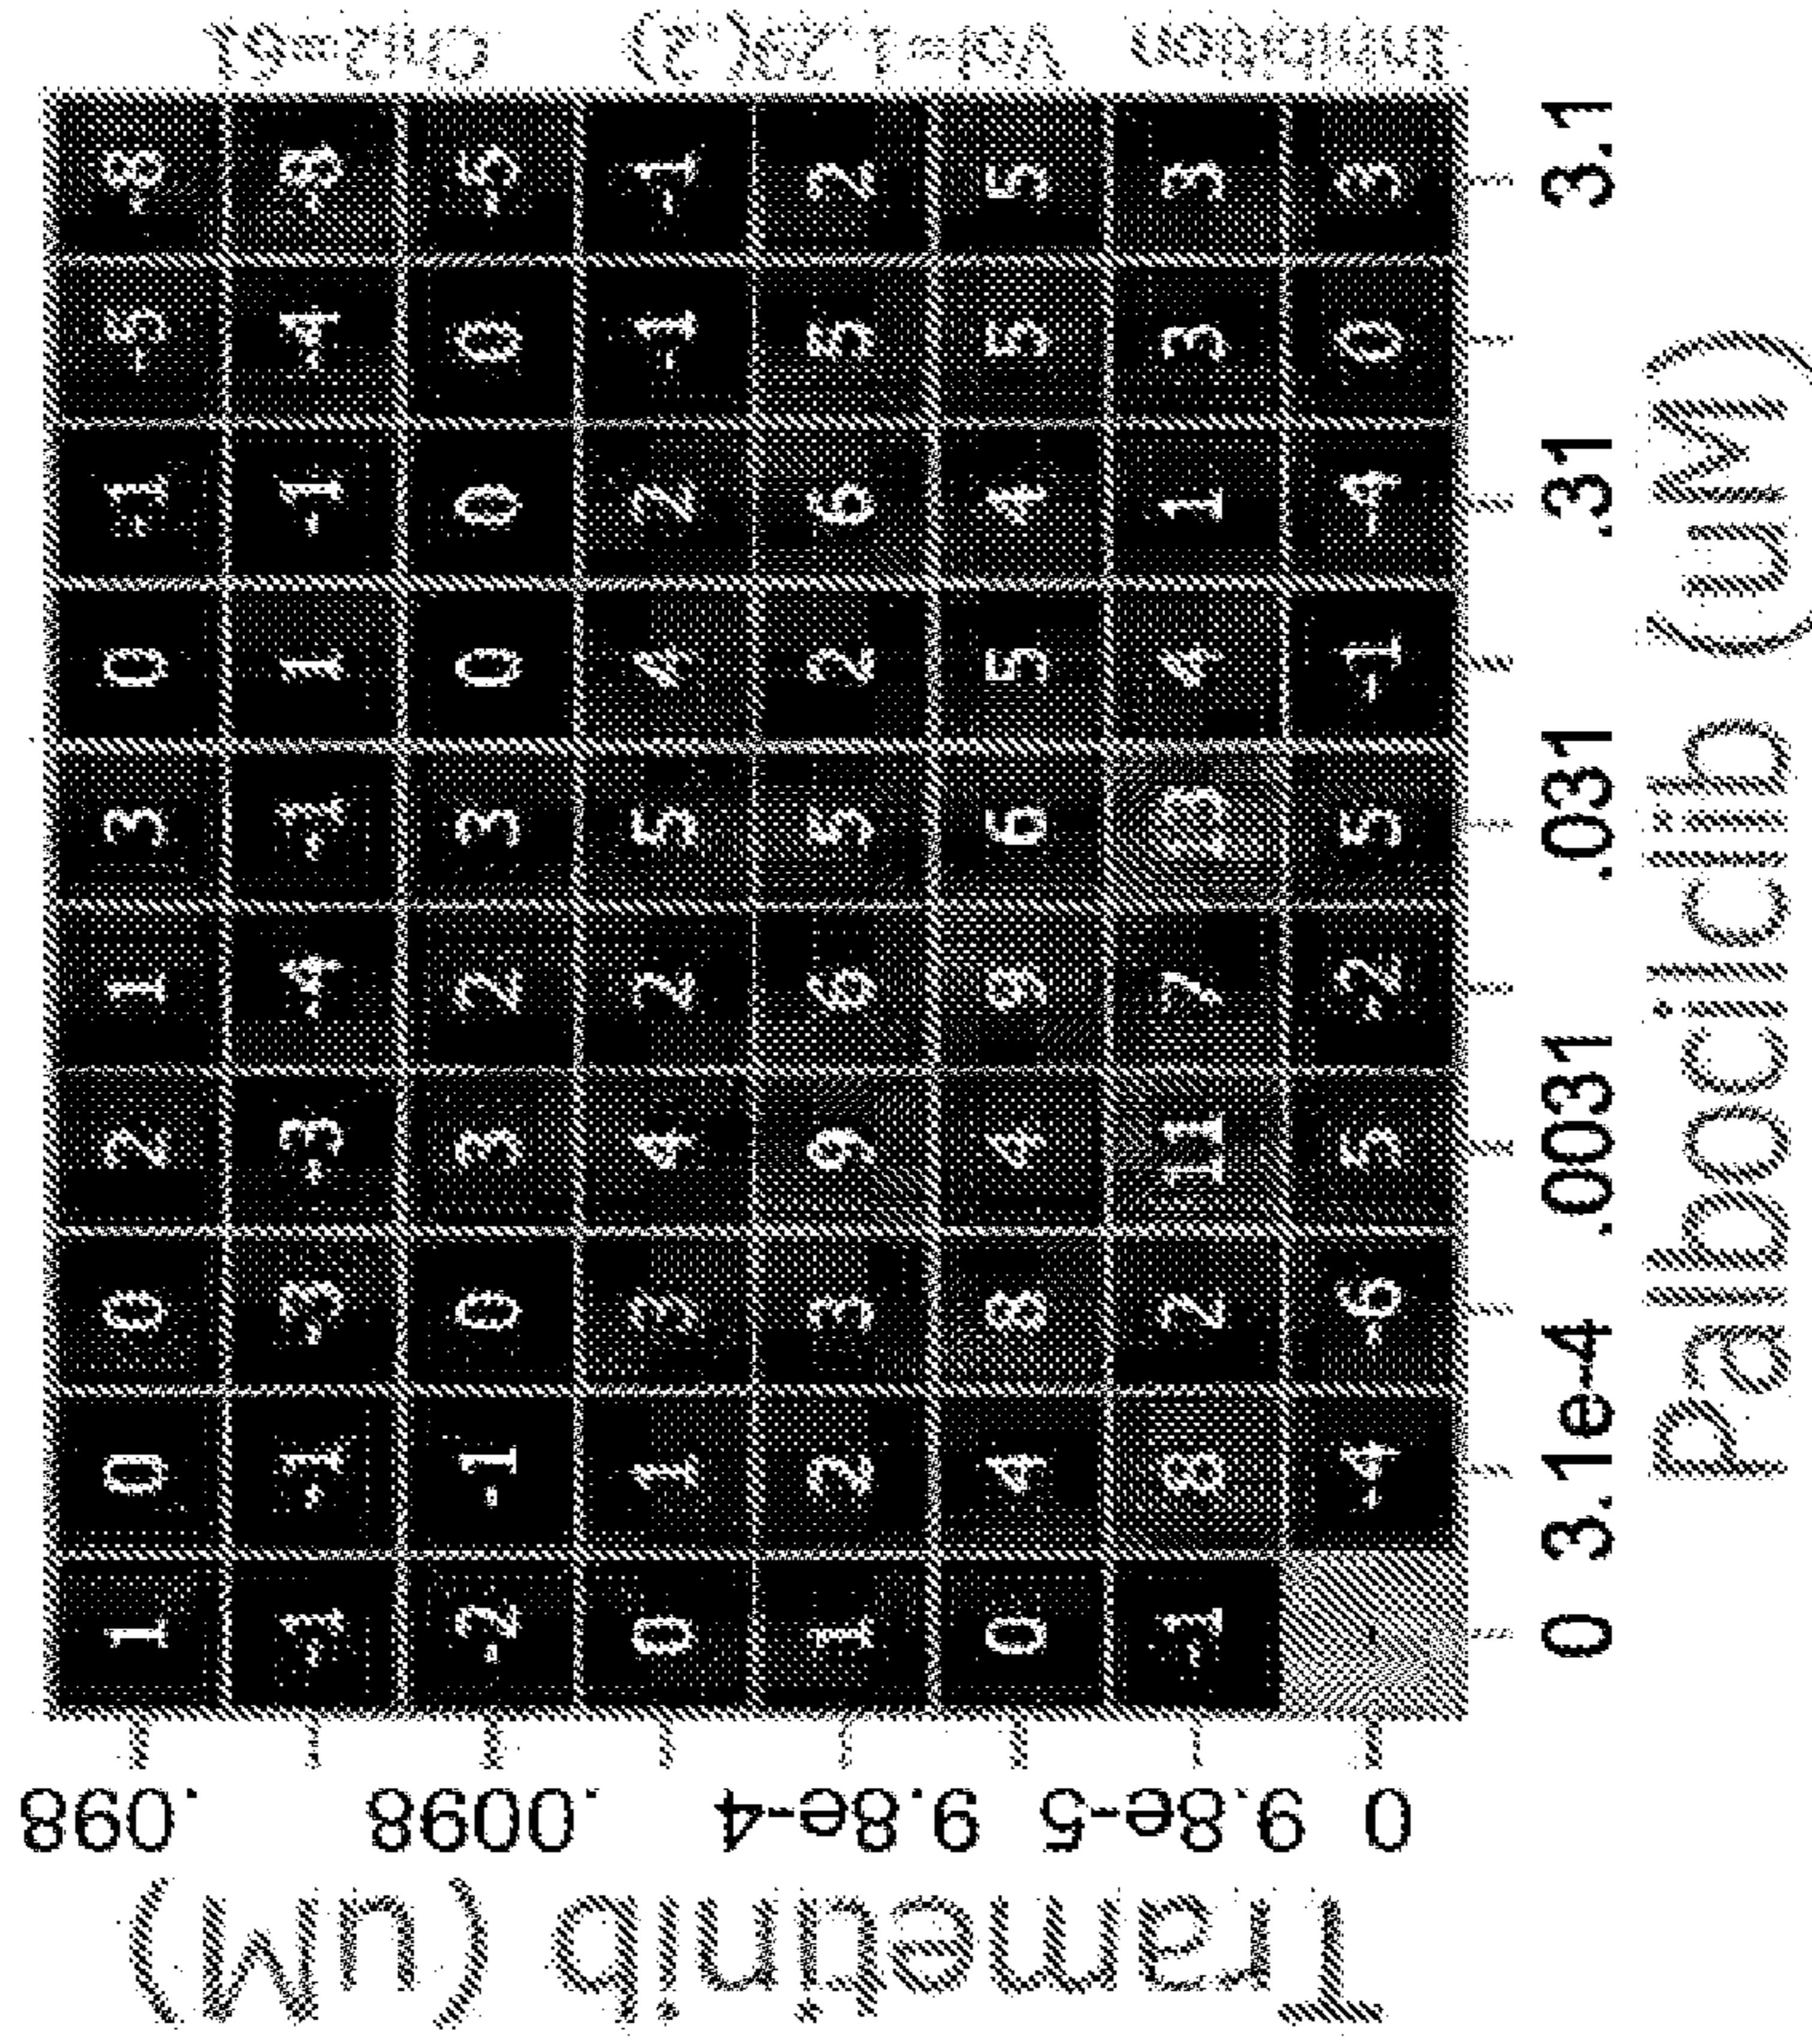 Trametinib (uM)
.098 1 0 0 2 1 3 0 -1 -5 -8
-1 -1 -3 -3 -4 -1 1 -1 -4 -8
.0098 -2 -1 0 3 2 3 0 0 0 -5
0 1 3 4 2 5 4 2 -1 -1
9.8e-4 1 2 3 9 6 5 2 6 5 2
0 4 8 4 9 6 5 4 5 5
9.8e-5 -1 8 2 11 7 13 4 1 3 3
0 - -4 -6 5 -2 5 -1 -4 0 3
0 3.1e-4 .0031 .031 .31 3.1
Palbociclib (uM)
Inhibition
Chi2=61